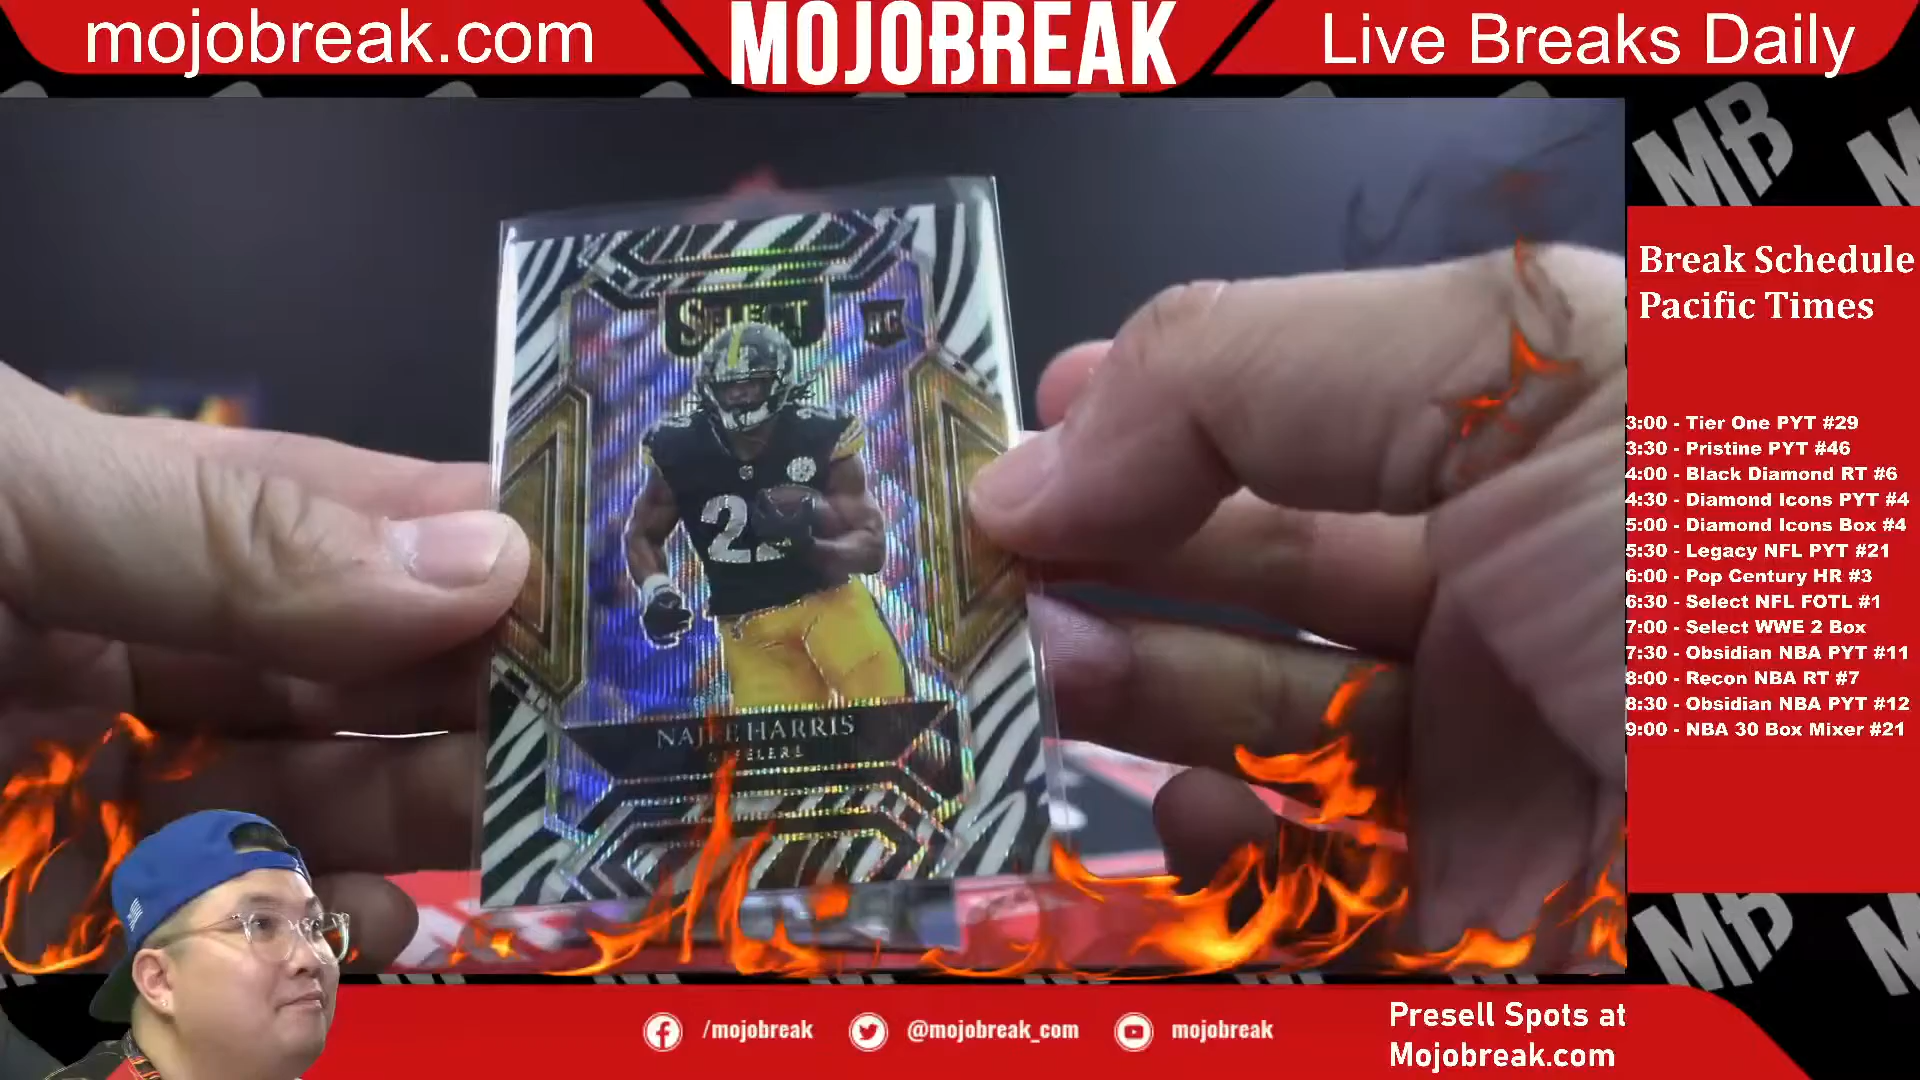 mojobreak.com
MOJOBREAK
Live Breaks Daily
SELECT
RC
NAJEE HARRIS
STEELERS
Break Schedule
Pacific Times
3:00 - Tier One PYT #29
3:30 - Pristine PYT #46
4:00 - Black Diamond RT #6
4:30 - Diamond Icons PYT #4
5:00 - Diamond Icons Box #4
5:30 - Legacy NFL PYT #21
6:00 - Pop Century HR #3
6:30 - Select NFL FOTL #1
7:00 - Select WWE 2 Box
7:30 - Obsidian NBA PYT #11
8:00 - Recon NBA RT #7
8:30 - Obsidian NBA PYT #12
9:00 - NBA 30 Box Mixer #21
/mojobreak
@mojobreak_com
mojobreak
Presell Spots at
Mojobreak.com
MB
MB